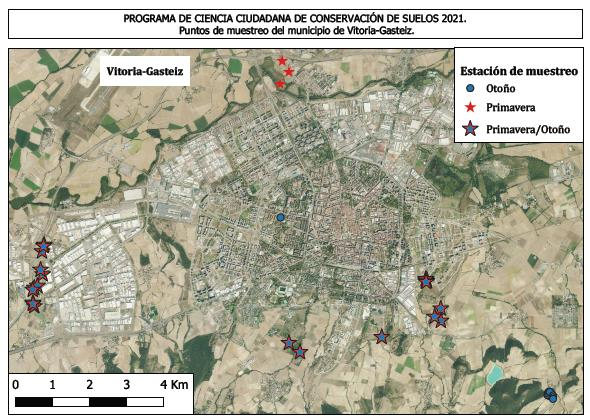 PROGRAMA DE CIENCIA CIUDADANA DE CONSERVACIÓN DE SUELOS 2021.
Puntos de muestreo del municipio de Vitoria-Gasteiz.
Vitoria-Gasteiz
Estación de muestreo
Otoño
Primavera
Primavera/Otoño
0 1 2 3 4 Km